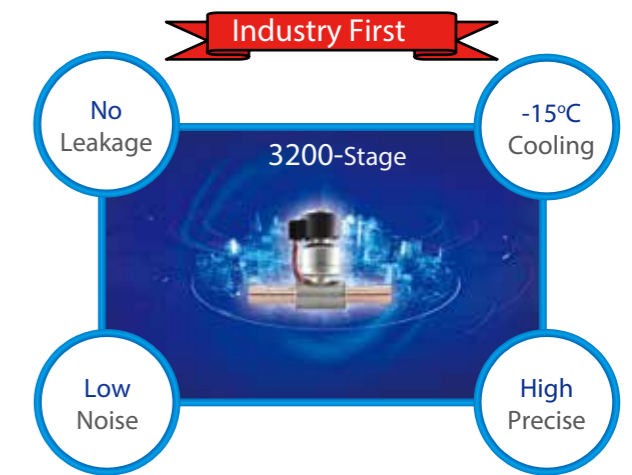 Industry First
No
Leakage
-15°C
Cooling
3200-Stage
Low
Noise
High
Precise